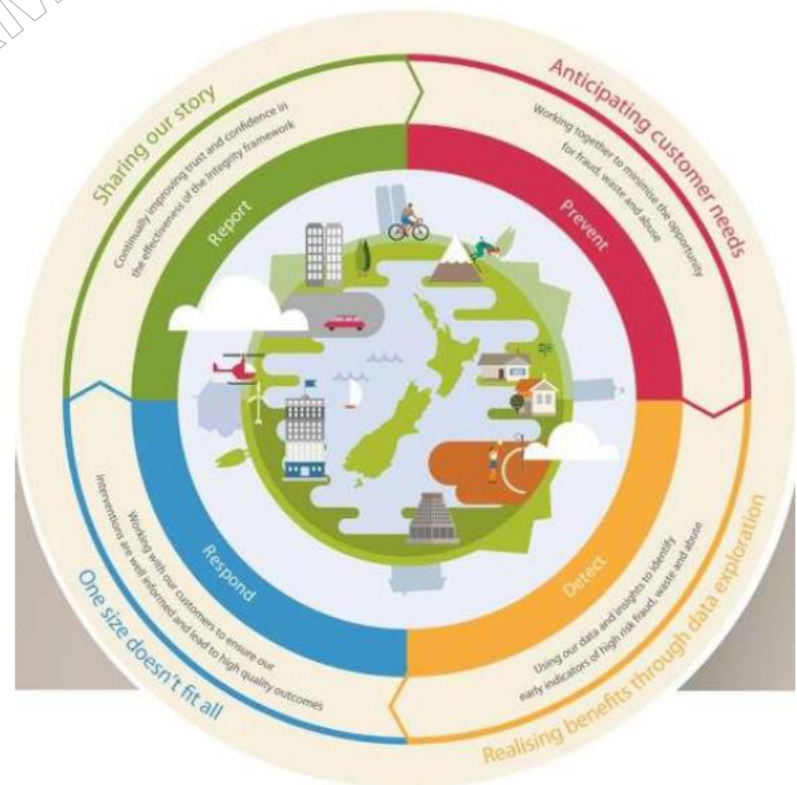 Sharing our story
Continually improving trust and confidence in
the effectiveness of the Integrity framework
Report
Anticipating customer needs
Working together to minimise the opportunity
for fraud, waste and abuse
Prevent
Detect
Using our data and insights to identify
early indicators of high risk fraud, waste and abuse
Realising benefits through data exploration
Respond
Working with our customers to ensure our
interventions are well informed and lead to high quality outcomes
One size doesn't fit all